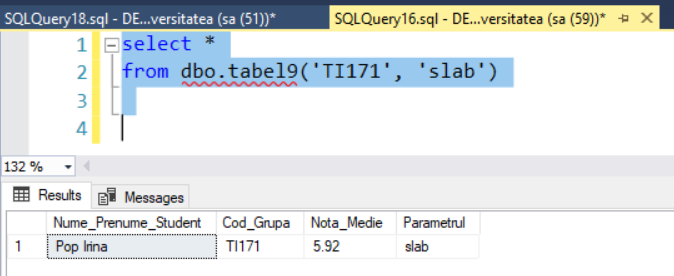 SQLQuery18.sql - DE...versitatea (sa (51))* SQLQuery16.sql - DE...versitatea (sa (59))*
1 select *
2 from dbo.tabel9('TI171', 'slab')
3
4
132 %
Results Messages
Nume_Prenume_Student Cod_Grupa Nota_Medie Parametrul
1 Pop Irina TI171 5.92 slab